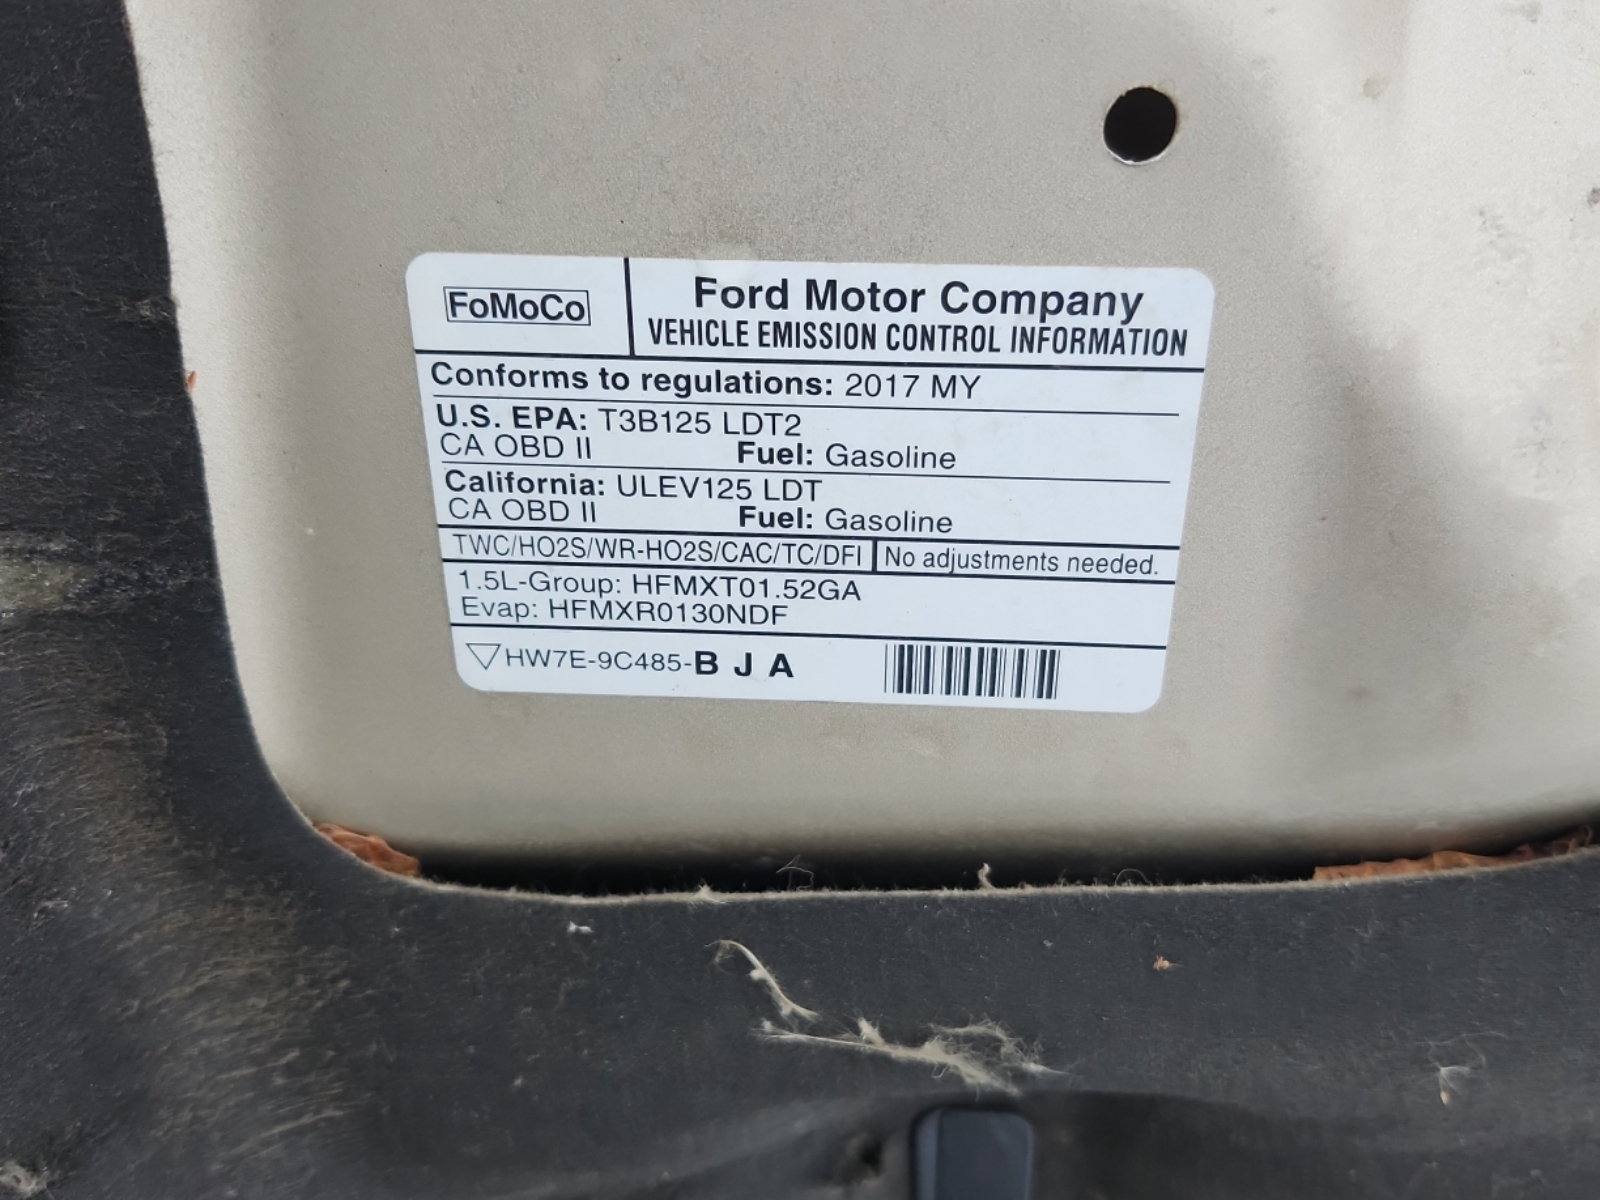 FoMoCo
Ford Motor Company
VEHICLE EMISSION CONTROL INFORMATION
Conforms to regulations: 2017 MY
U.S. EPA: T3B125 LDT2
CA OBD II Fuel: Gasoline
California: ULEV125 LDT
CA OBD II Fuel: Gasoline
TWC/HO2S/WR-HO2S/CAC/TC/DFI No adjustments needed.
1.5L-Group: HFMXT01.52GA
Evap: HFMXR0130NDF
HW7E-9C485-B J A